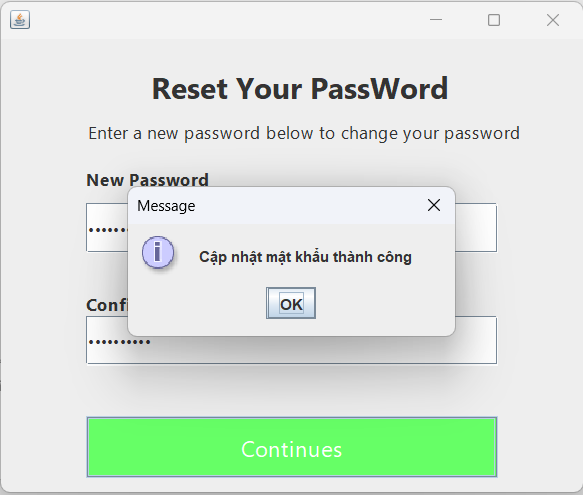 Reset Your PassWord
Enter a new password below to change your password
New Password
Message
Cập nhật mật khẩu thành công
OK
Confi
Continues